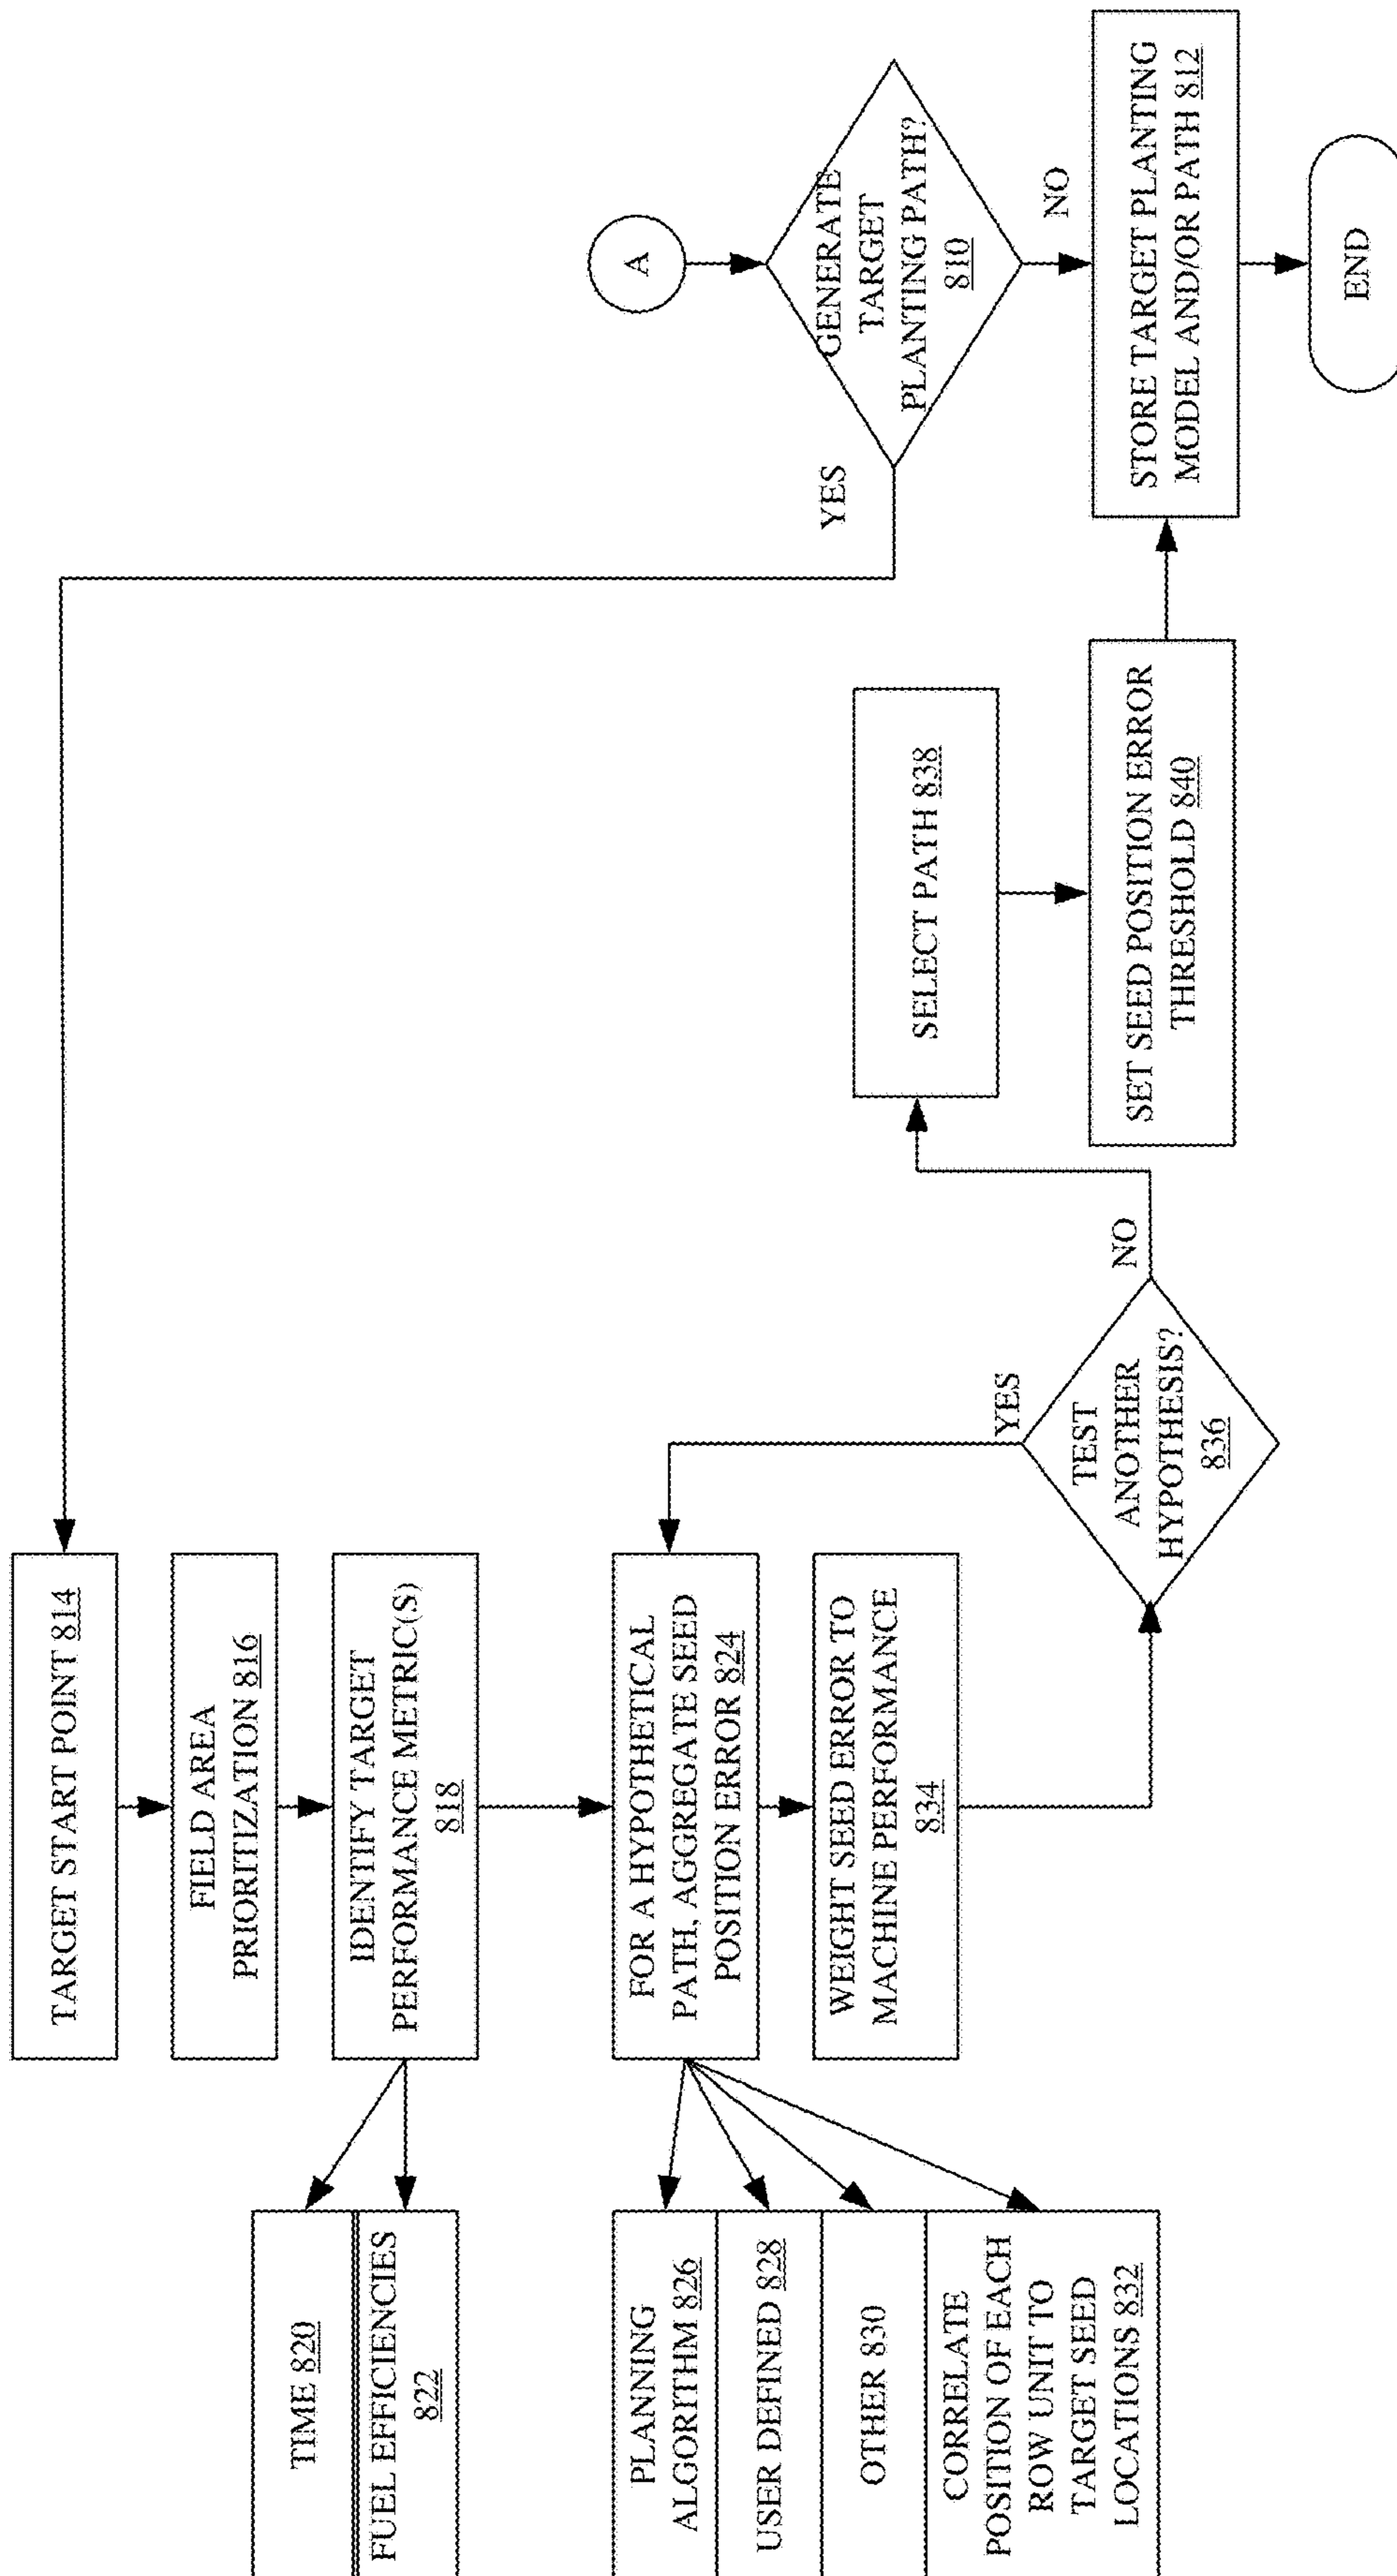 A
GENERATE
TARGET
PLANTING PATH?
810
YES
NO
STORE TARGET PLANTING
MODEL AND/OR PATH 812
END
TARGET START POINT 814
FIELD AREA
PRIORITIZATION 816
IDENTIFY TARGET
PERFORMANCE METRIC(S)
818
TIME 820
FUEL EFFICIENCIES
822
FOR A HYPOTHETICAL
PATH, AGGREGATE SEED
POSITION ERROR 824
PLANNING
ALGORITHM 826
USER DEFINED 828
OTHER 830
CORRELATE
POSITION OF EACH
ROW UNIT TO
TARGET SEED
LOCATIONS 832
WEIGHT SEED ERROR TO
MACHINE PERFORMANCE
834
TEST
ANOTHER
HYPOTHESIS?
836
YES
NO
SELECT PATH 838
SET SEED POSITION ERROR
THRESHOLD 840